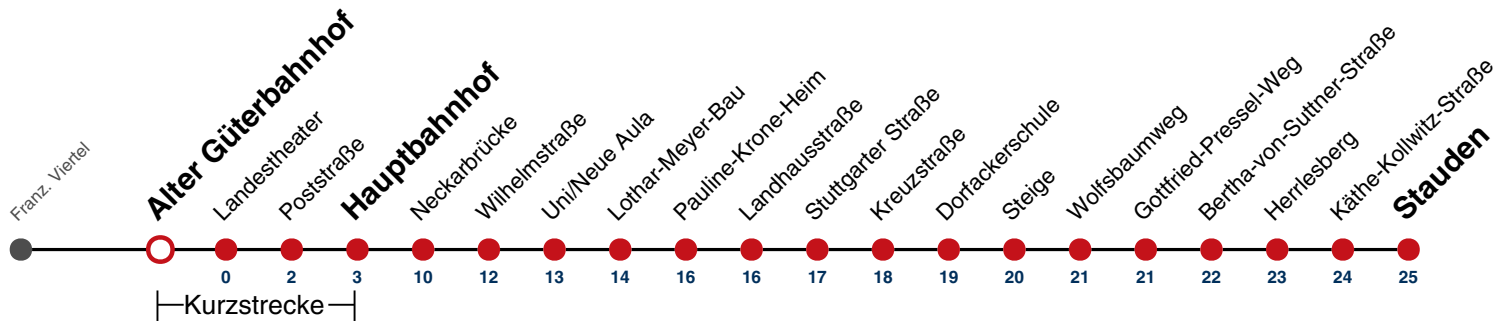 Franz. Viertel
Alter Güterbahnhof
Landestheater
Poststraße
Hauptbahnhof
Neckarbrücke
Wilhelmstraße
Uni/Neue Aula
Lothar-Meyer-Bau
Pauline-Krone-Heim
Landhausstraße
Stuttgarter Straße
Kreuzstraße
Dorfackerschule
Steige
Wolfsbaumweg
Gottfried-Pressel-Weg
Bertha-von-Suttner-Straße
Herrlesberg
Käthe-Kollwitz-Straße
Stauden
0 2 3 10 12 13 14 16 16 17 18 19 20 21 21 22 23 24 25
Kurzstrecke